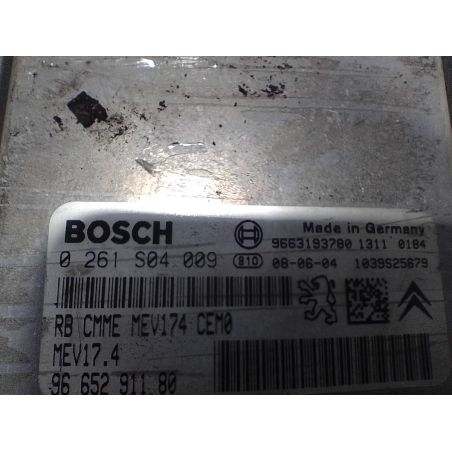 BOSCH
Made in Germany
9663193780 1311 0184
0 261 S04 009 810 08-06-04 1039S25679
RB CMME MEV174 CEM0
MEV17.4
96 652 911 80